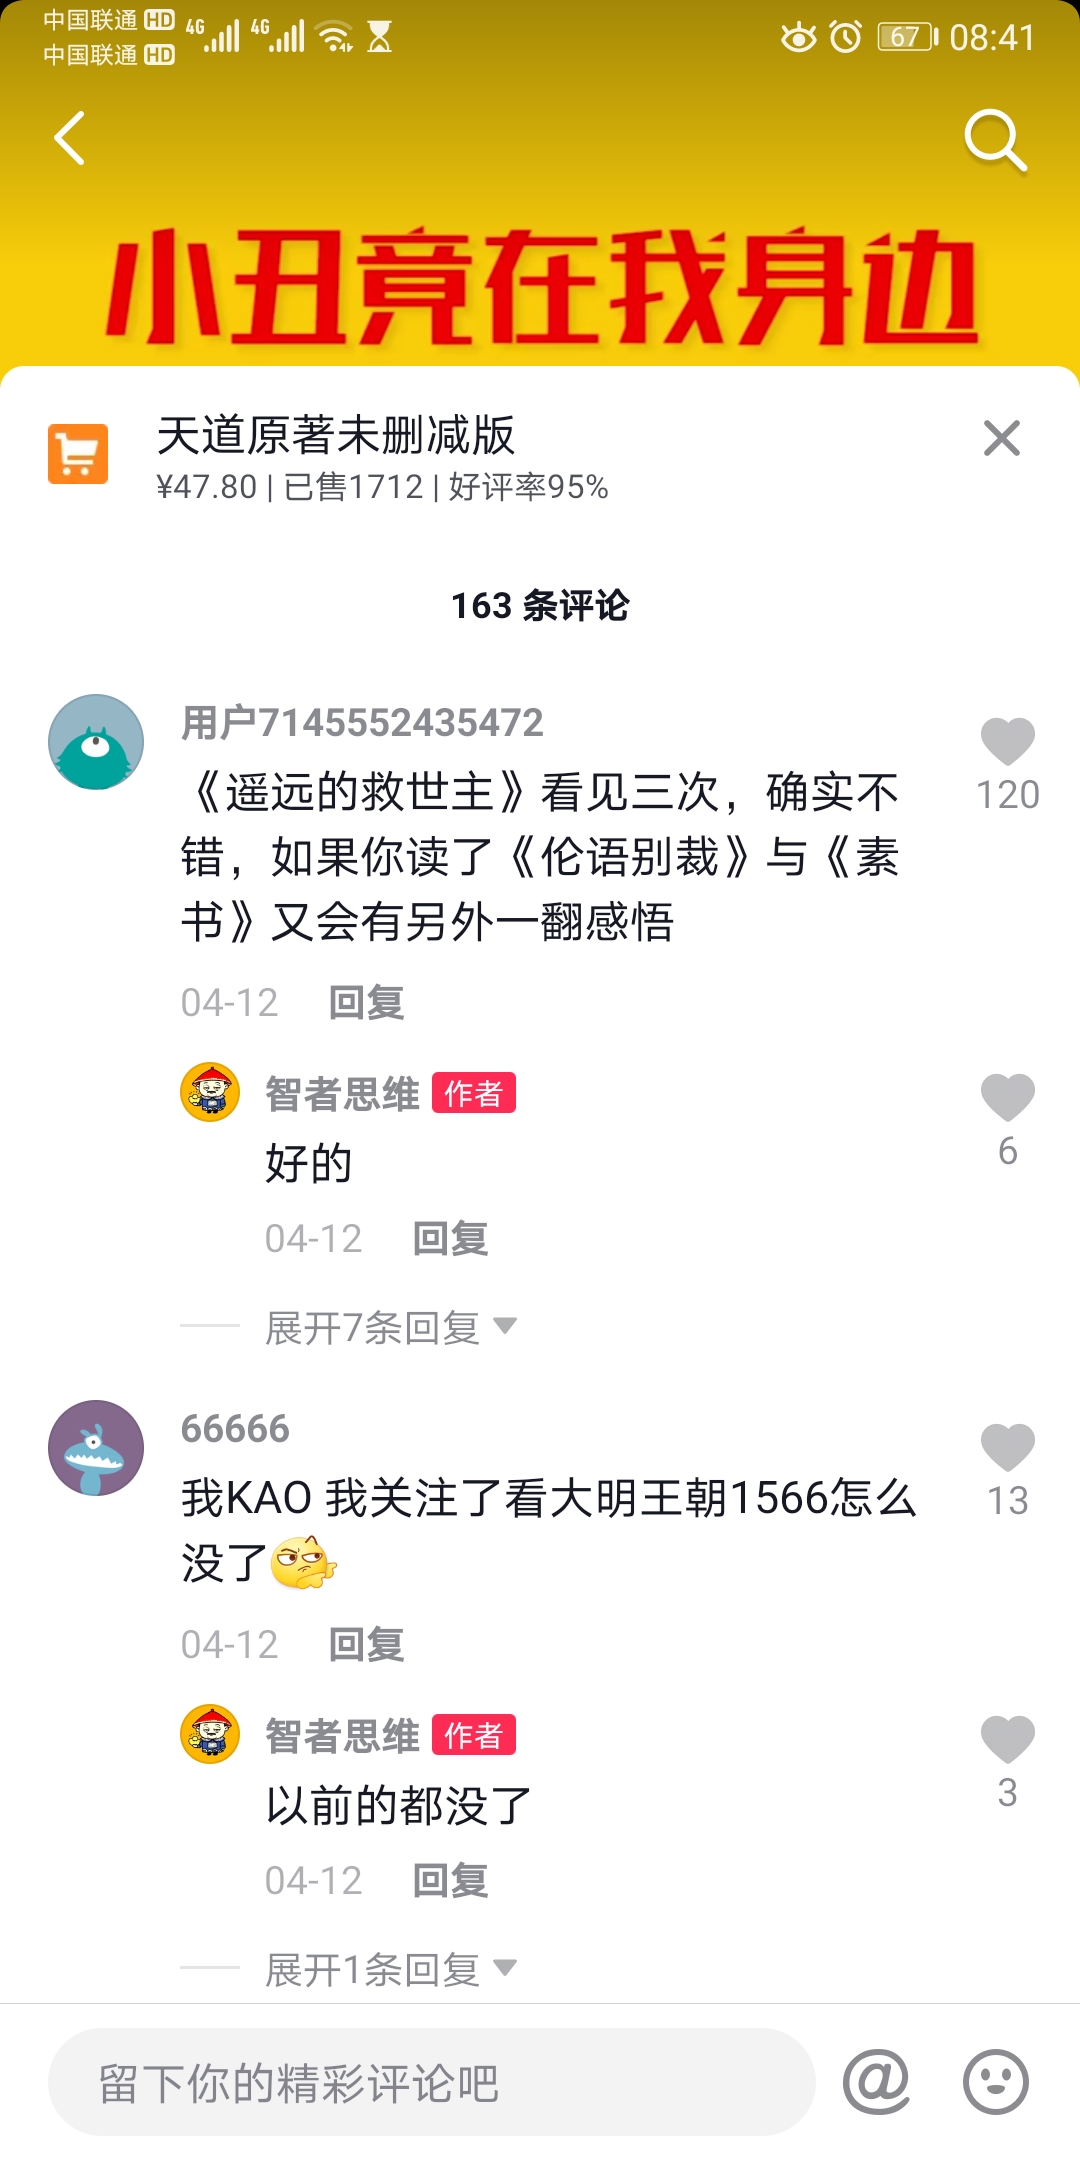 中国联通 HD 4G 4G 67 08:41
中国联通 HD
小丑竟在我身边
天道原著未删减版
¥47.80 | 已售1712 | 好评率95%
163 条评论
用户7145552435472
《遥远的救世主》看见三次，确实不
错，如果你读了《伦语别裁》与《素
书》又会有另外一翻感悟
120
04-12 回复
智者思维 作者
好的
6
04-12 回复
展开7条回复
66666
我KAO 我关注了看大明王朝1566怎么
没了
13
04-12 回复
智者思维 作者
以前的都没了
3
04-12 回复
展开1条回复
留下你的精彩评论吧 @